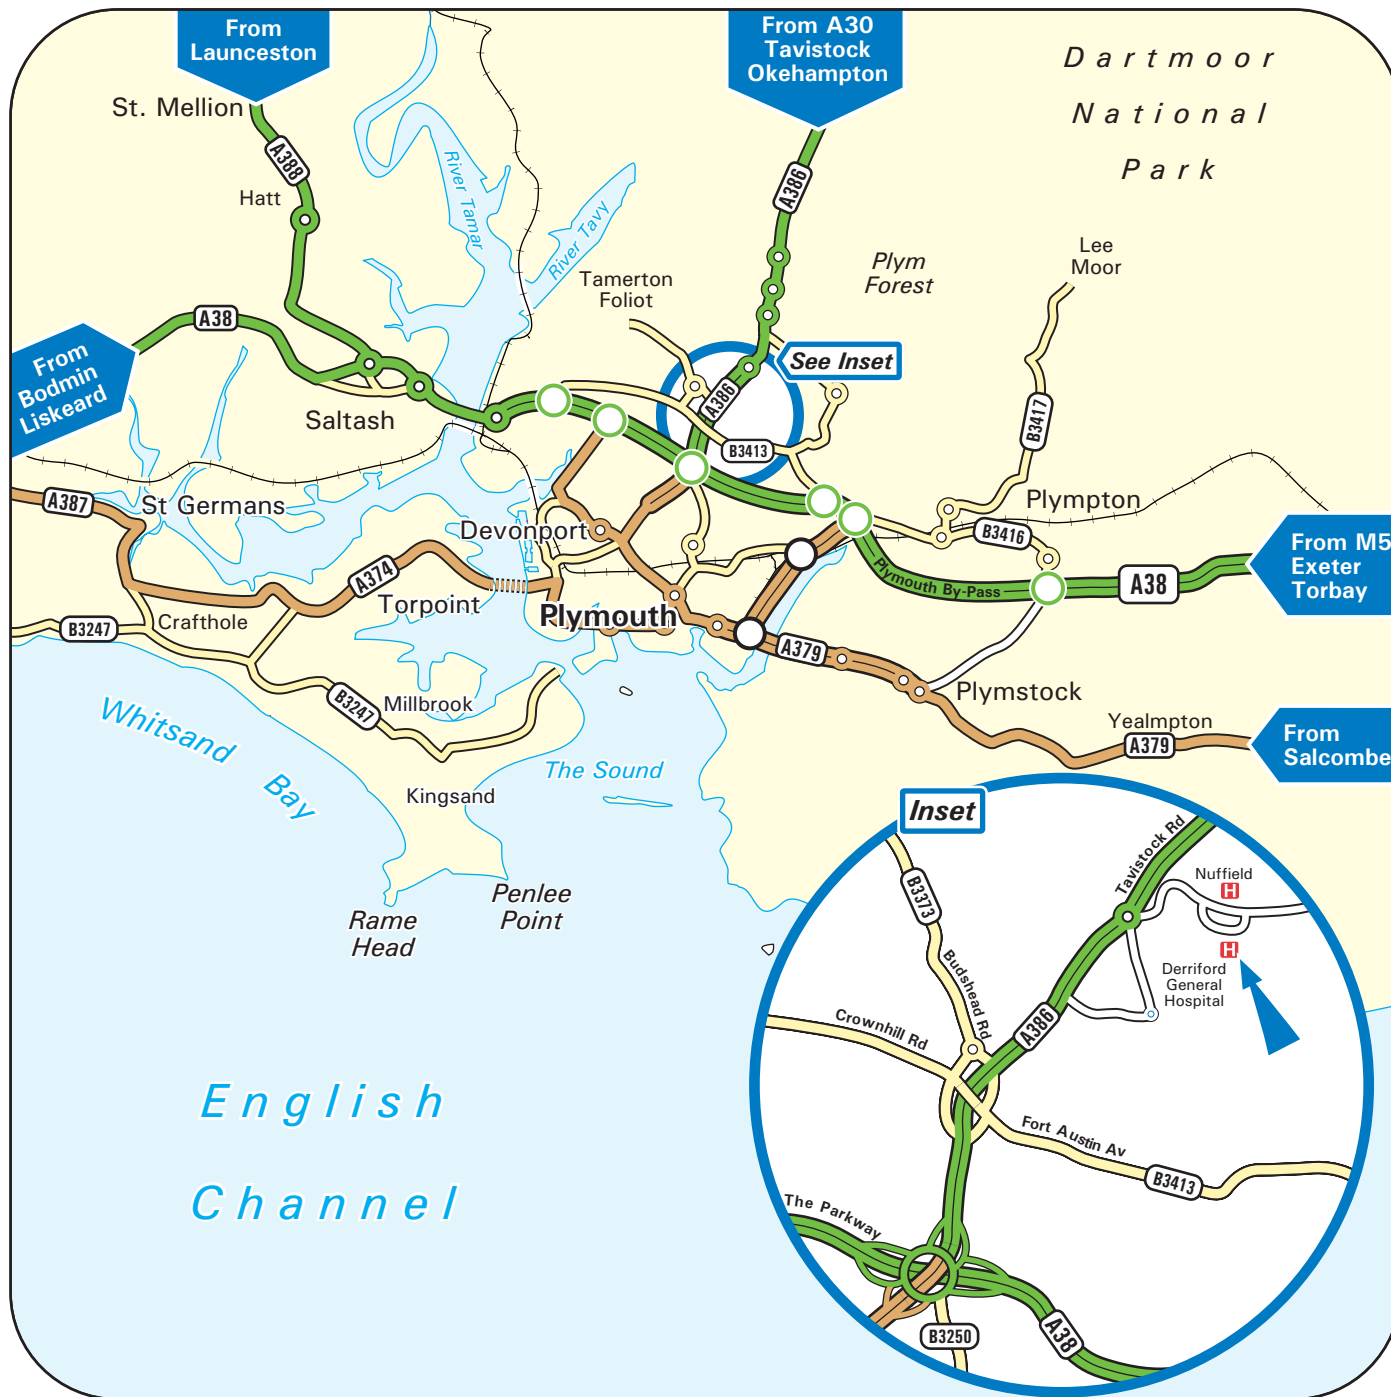 From
Launceston
From A30
Tavistock
Okehampton
Dartmoor
National
Park
St. Mellion
A388
Hatt
River Tamar
River Tavy
A386
Tamerton
Foliot
Plym
Forest
Lee
Moor
A38
From
Bodmin
Liskeard
See Inset
A386
Saltash
B3413
B3417
A387
St Germans
Devonport
Plympton
B3416
From M5
Exeter
Torbay
A374
Torpoint
Plymouth By-Pass
A38
B3247
Crafthole
Plymouth
A379
Plymstock
B3247
Millbrook
Yealmpton
A379
From
Salcombe
Whitsand Bay
The Sound
Kingsand
Penlee
Point
Rame
Head
English
Channel
Inset
Tavistock Rd
Nuffield
H
H
Derriford
General
Hospital
B3373
Budshead Rd
Crownhill Rd
A386
Fort Austin Av
B3413
The Parkway
B3250
A38